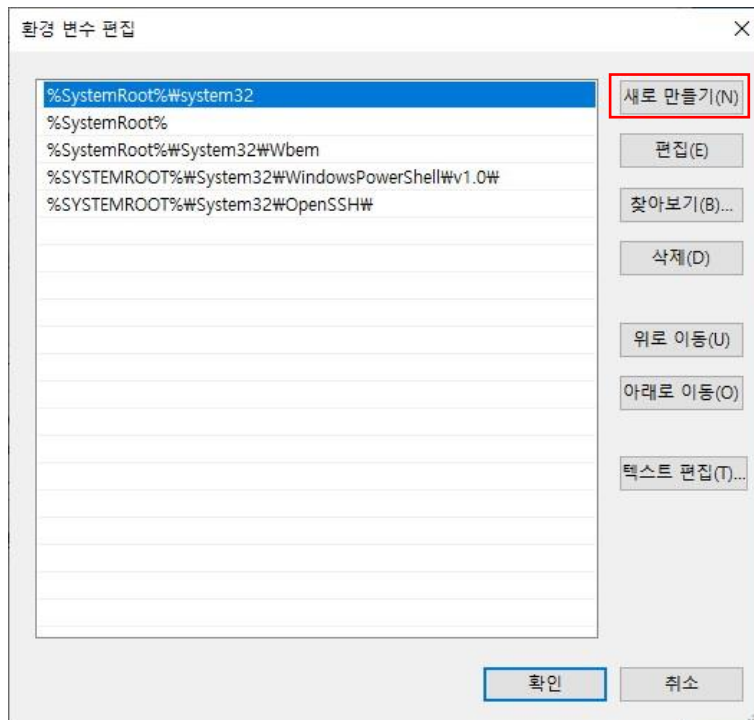 환경 변수 편집
%SystemRoot%₩system32
%SystemRoot%
%SystemRoot%₩System32₩Wbem
%SYSTEMROOT%₩System32₩WindowsPowerShell₩v1.0₩
%SYSTEMROOT%₩System32₩OpenSSH₩
새로 만들기(N)
편집(E)
찾아보기(B)...
삭제(D)
위로 이동(U)
아래로 이동(O)
텍스트 편집(T)...
확인
취소